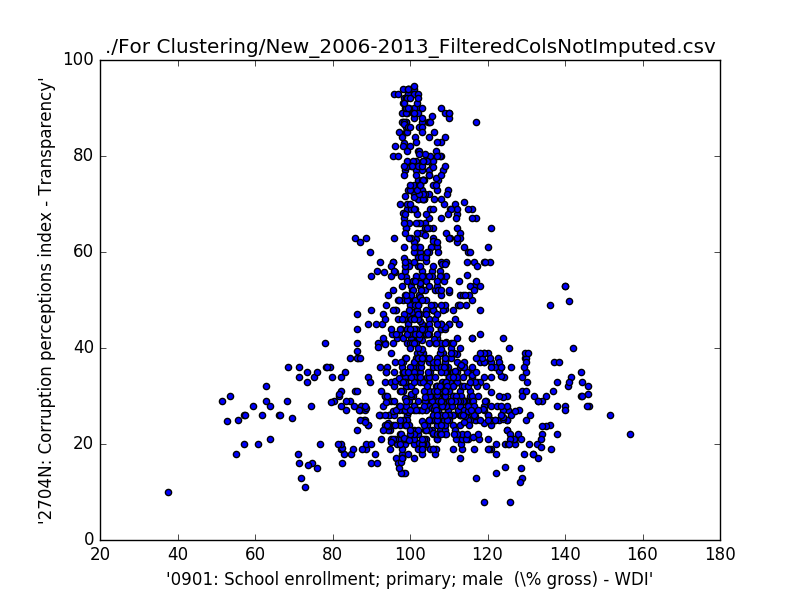 ./For Clustering/New_2006-2013_FilteredColsNotImputed.csv
100
80
60
40
20
0
'2704N: Corruption perceptions index - Transparency'
20 40 60 80 100 120 140 160 180
'0901: School enrollment; primary; male  (\% gross) - WDI'